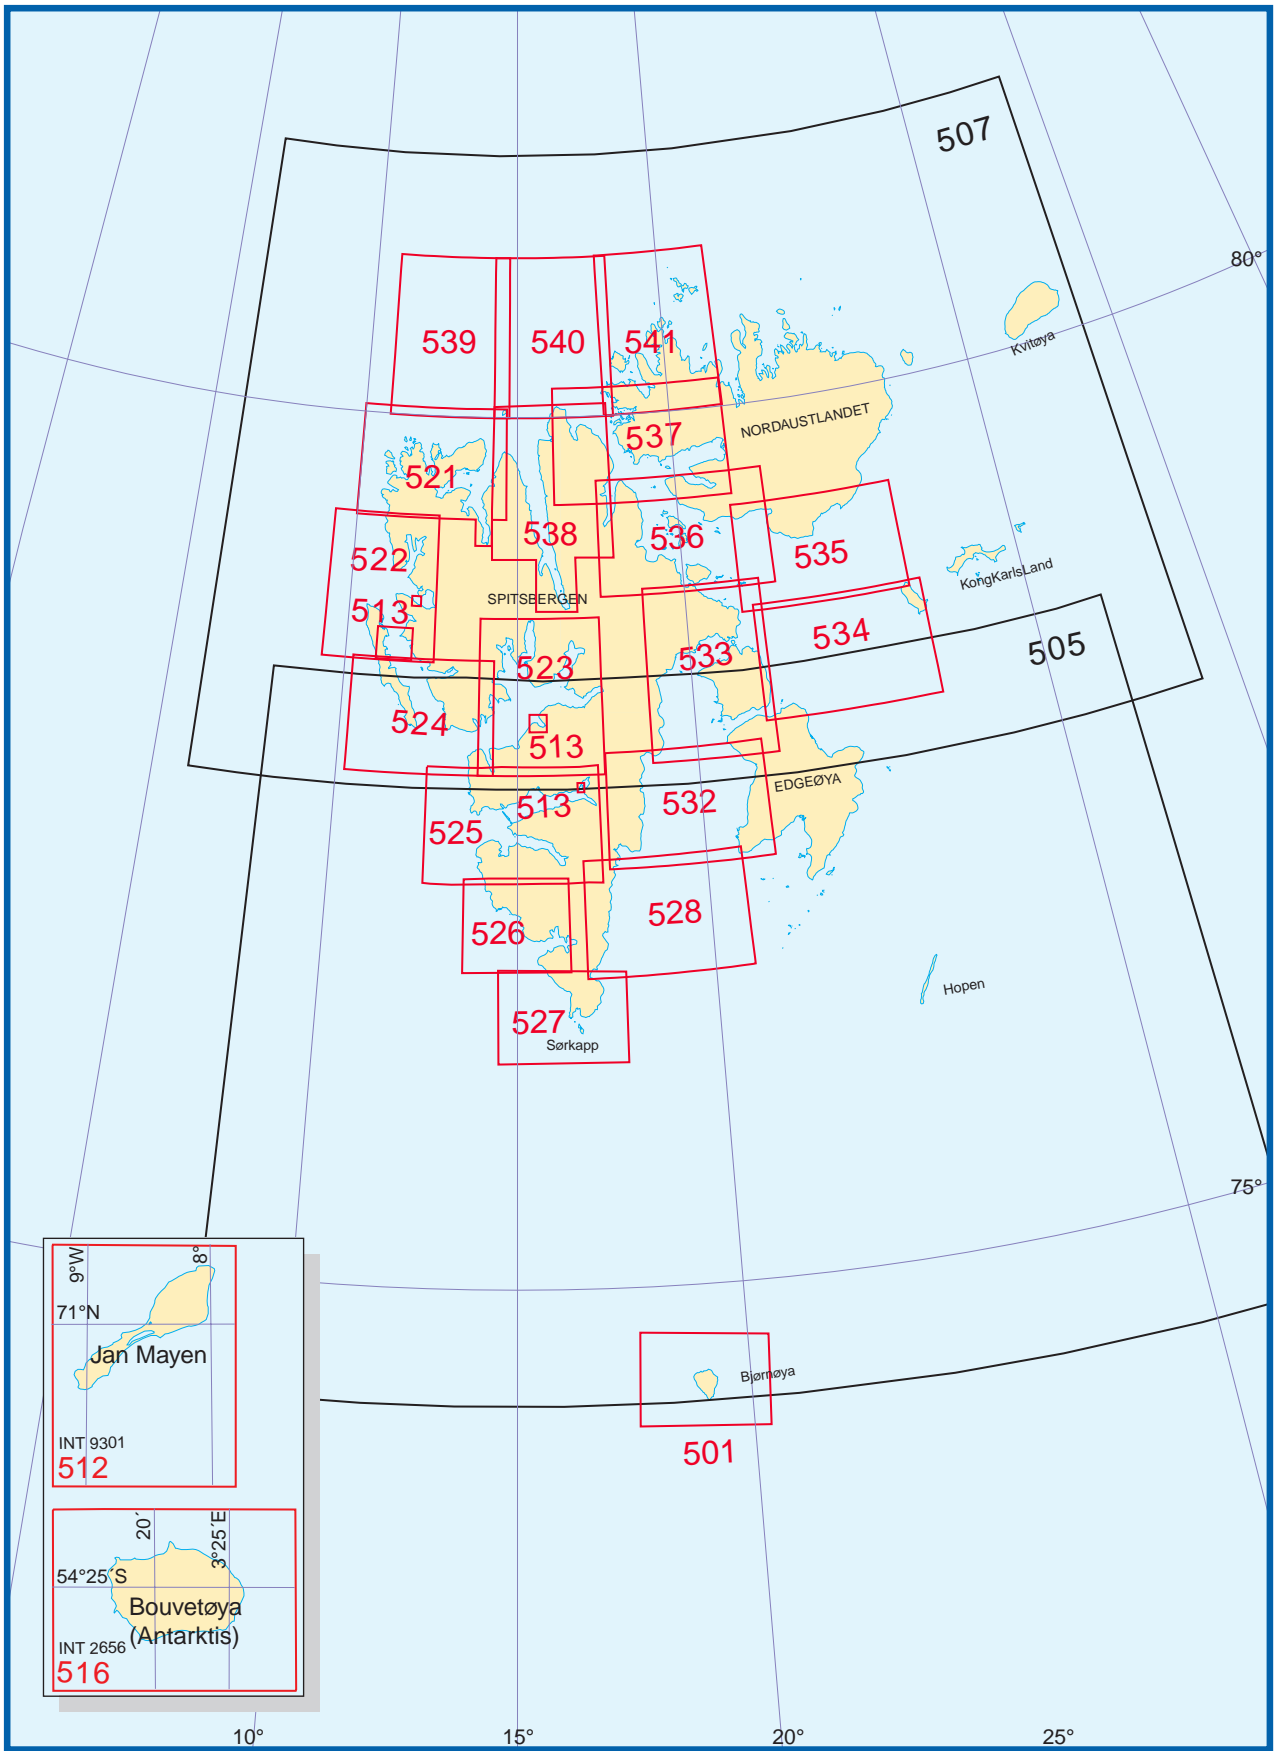 507
80°
Kvitøya
539
540
541
NORDAUSTLANDET
537
521
538
536
535
522
KongKarlsLand
SPITSBERGEN
513
534
505
533
523
524
513
EDGEØYA
532
513
525
528
526
Hopen
527
Sørkapp
75°
9°W
8°
71°N
Jan Mayen
INT 9301
512
Bjørnøya
501
20´
3°25´E
54°25´S
Bouvetøya
(Antarktis)
INT 2656
516
10°
15°
20°
25°